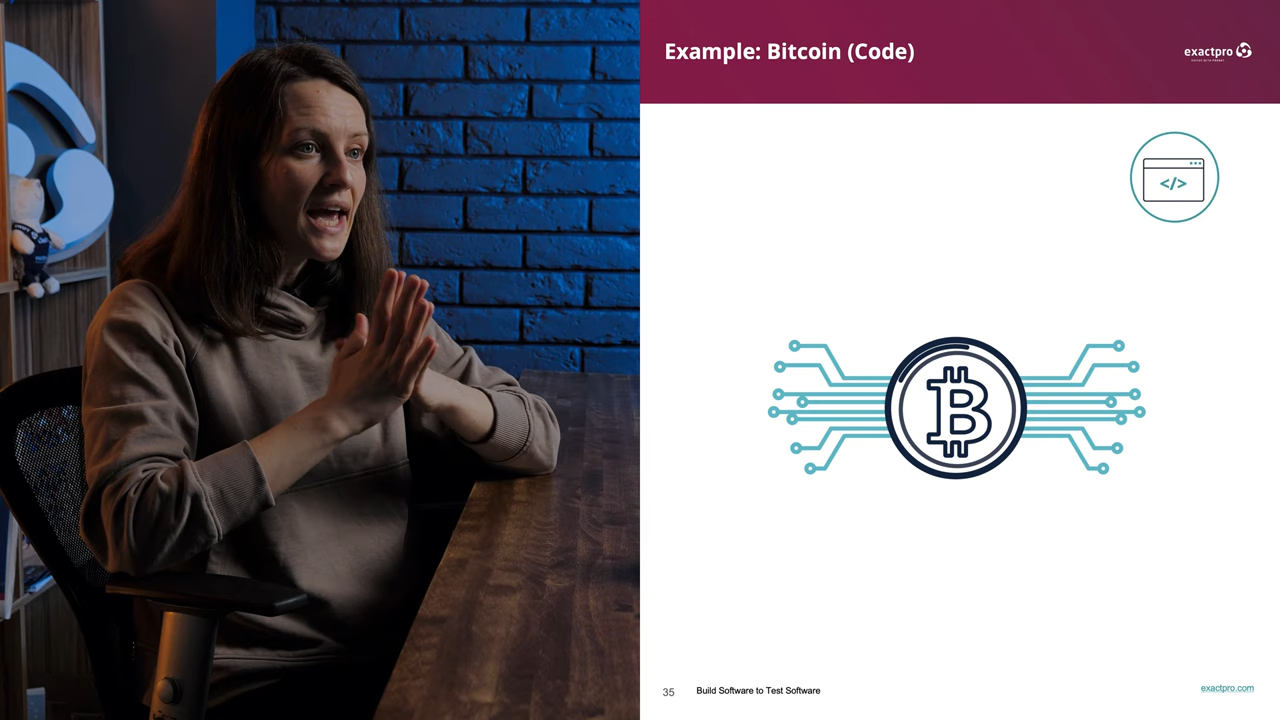 Example: Bitcoin (Code)
exactpro
</>
B
35
Build Software to Test Software
exactpro.com